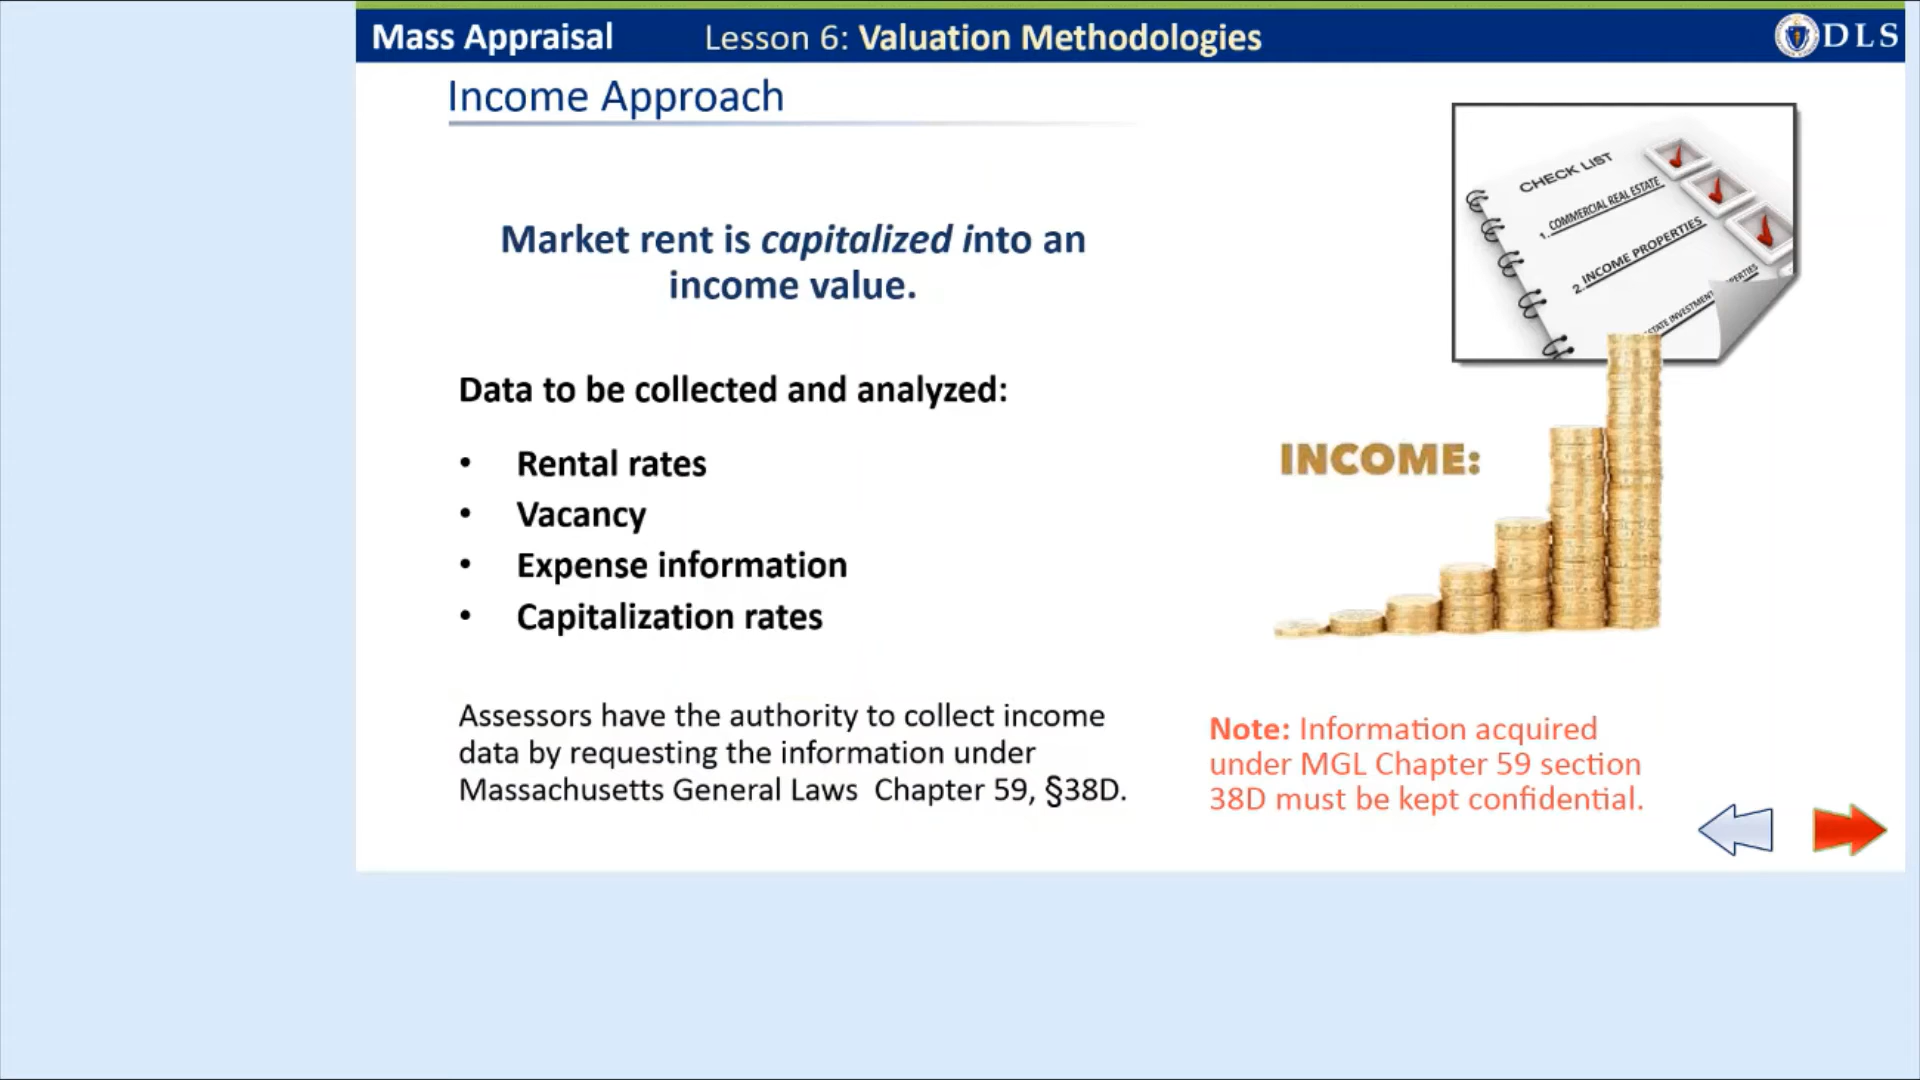 Mass Appraisal Lesson 6: Valuation Methodologies DLS
Income Approach
Market rent is capitalized into an
income value.
Data to be collected and analyzed:
• Rental rates
• Vacancy
• Expense information
• Capitalization rates
Assessors have the authority to collect income
data by requesting the information under
Massachusetts General Laws  Chapter 59, §38D.
CHECK LIST
1. COMMERCIAL REAL ESTATE
2. INCOME PROPERTIES
INVESTMENT
INCOME:
Note: Information acquired
under MGL Chapter 59 section
38D must be kept confidential.